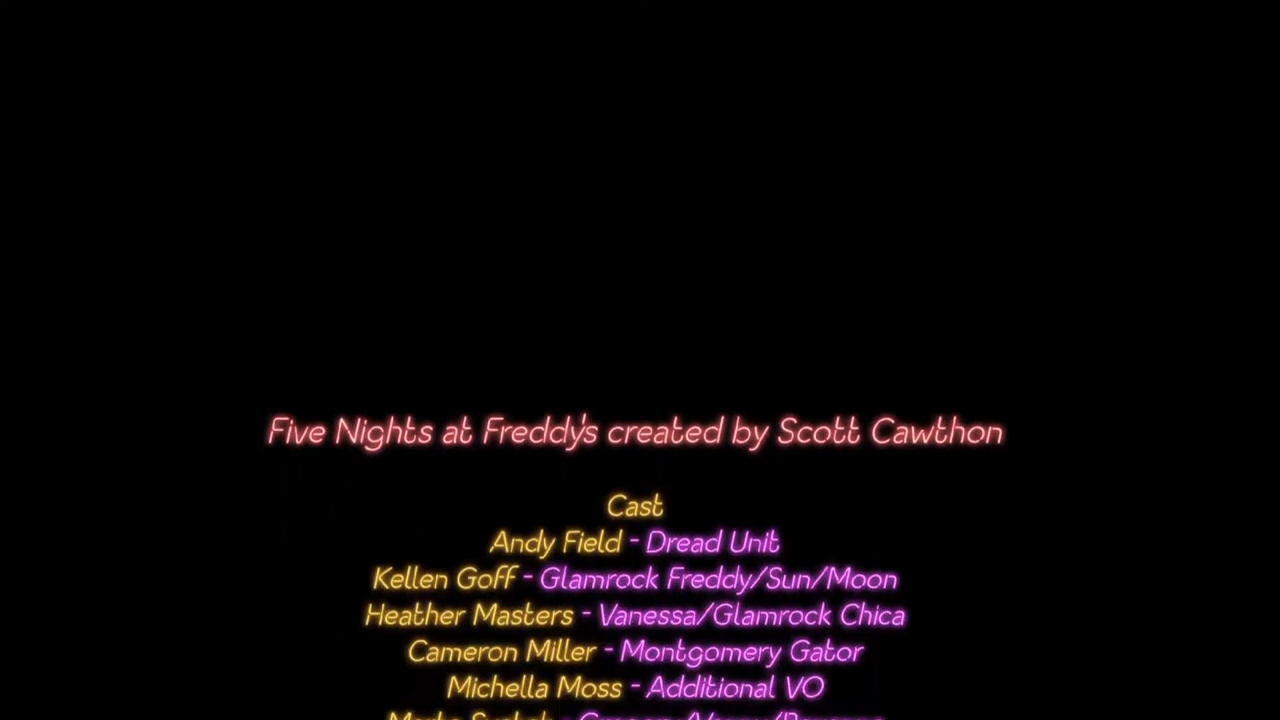 Five Nights at Freddy's created by Scott Cawthon
Cast
Andy Field - Dread Unit
Kellen Goff - Glamrock Freddy/Sun/Moon
Heather Masters - Vanessa/Glamrock Chica
Cameron Miller - Montgomery Gator
Michella Moss - Additional VO